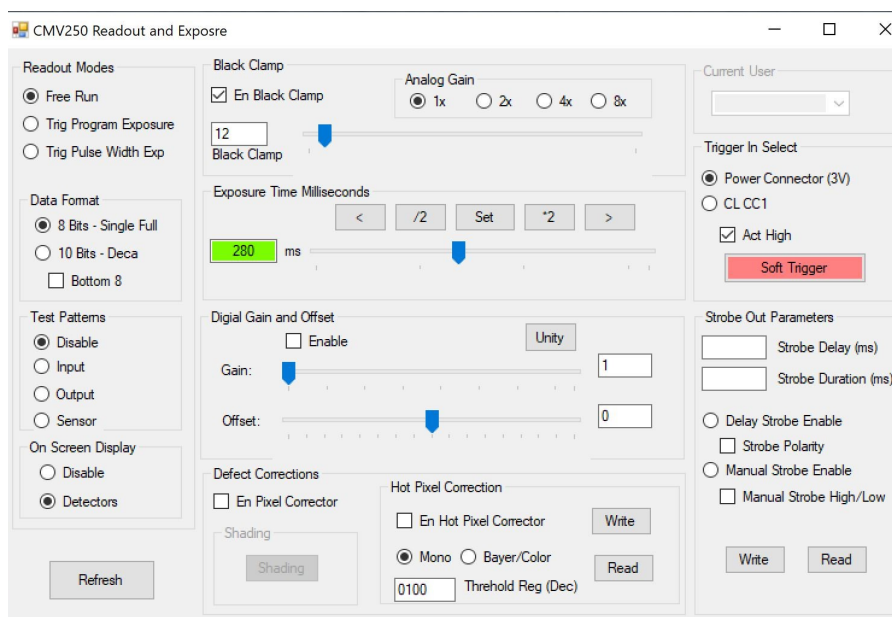 CMV250 Readout and Exposre
Readout Modes
Free Run
Trig Program Exposure
Trig Pulse Width Exp
Data Format
8 Bits - Single Full
10 Bits - Deca
Bottom 8
Test Patterns
Disable
Input
Output
Sensor
On Screen Display
Disable
Detectors
Refresh
Black Clamp
En Black Clamp
Analog Gain
1x 2x 4x 8x
12
Black Clamp
Exposure Time Milliseconds
< /2 Set *2 >
280 ms
Digial Gain and Offset
Enable
Unity
Gain: 1
Offset: 0
Defect Corrections
En Pixel Corrector
Shading
Shading
Hot Pixel Correction
En Hot Pixel Corrector Write
Mono Bayer/Color
Read
0100 Threhold Reg (Dec)
Current User
Trigger In Select
Power Connector (3V)
CL CC1
Act High
Soft Trigger
Strobe Out Parameters
Strobe Delay (ms)
Strobe Duration (ms)
Delay Strobe Enable
Strobe Polarity
Manual Strobe Enable
Manual Strobe High/Low
Write Read